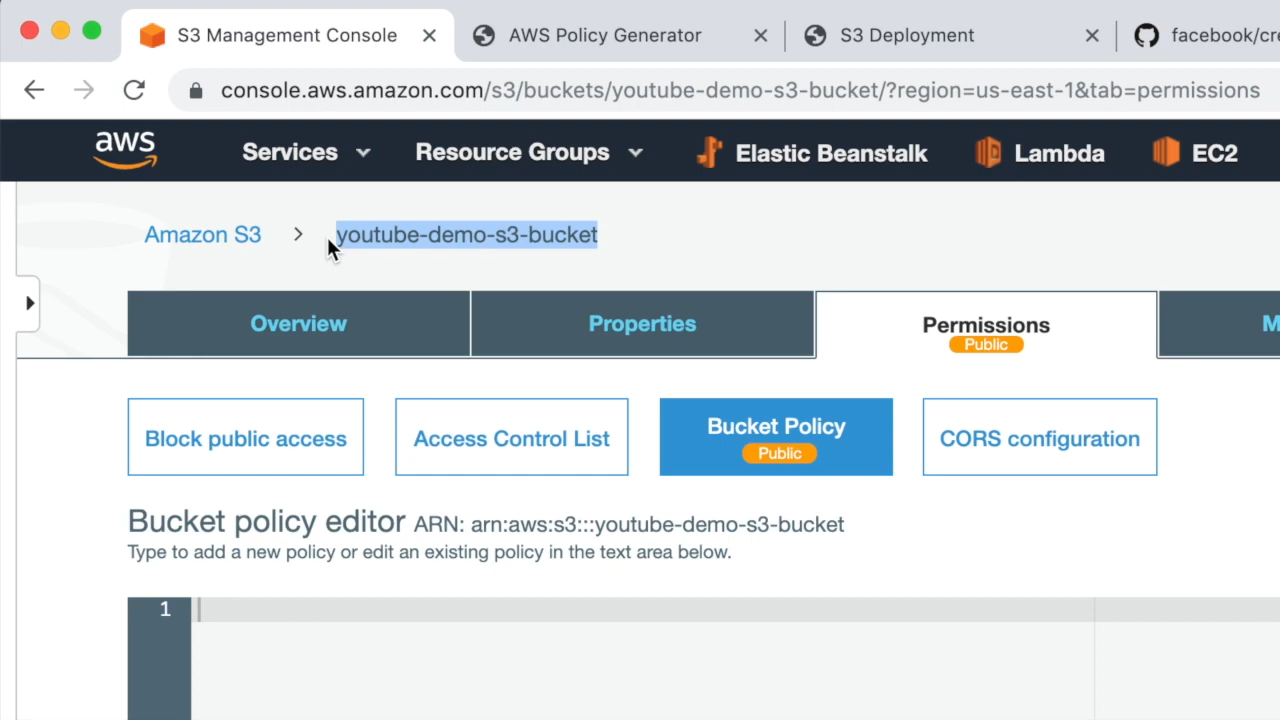 S3 Management Console AWS Policy Generator S3 Deployment facebook/cre
console.aws.amazon.com/s3/buckets/youtube-demo-s3-bucket/?region=us-east-1&tab=permissions
aws Services Resource Groups Elastic Beanstalk Lambda EC2
Amazon S3 > youtube-demo-s3-bucket
Overview Properties Permissions M
Public
Block public access Access Control List Bucket Policy CORS configuration
Public
Bucket policy editor ARN: arn:aws:s3:::youtube-demo-s3-bucket
Type to add a new policy or edit an existing policy in the text area below.
1